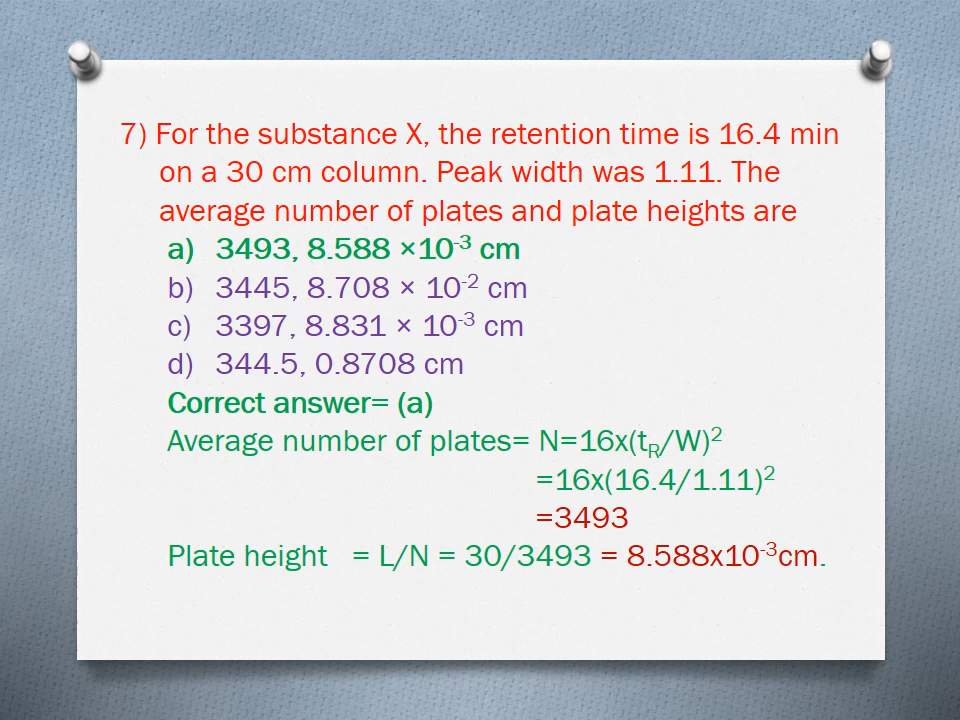 7) For the substance X, the retention time is 16.4 min
on a 30 cm column. Peak width was 1.11. The
average number of plates and plate heights are
a) 3493, 8.588 ×10⁻³ cm
b) 3445, 8.708 × 10⁻² cm
c) 3397, 8.831 × 10⁻³ cm
d) 344.5, 0.8708 cm
Correct answer= (a)
Average number of plates= N=16x(tR/W)²
=16x(16.4/1.11)²
=3493
Plate height = L/N = 30/3493 = 8.588x10⁻³cm.